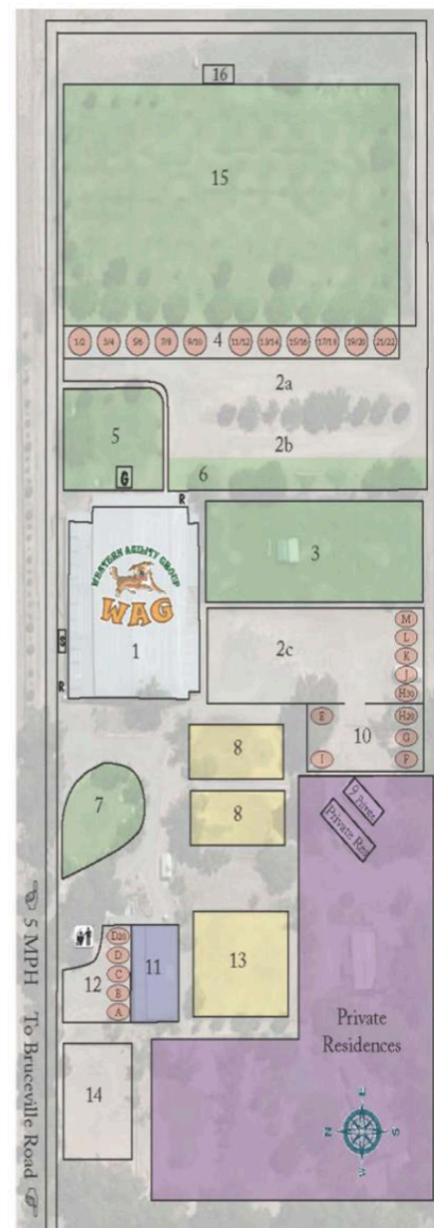 16
15
1/2 3/4 5/6 7/8 9/10 4 11/12 13/14 15/16 17/18 19/20 21/22
2a
5
2b
G
6
R
WESTERN AGILITY GROUP
WAG
3
1
R
2c
M
L
K
J
H30
E
H20
10
G
I
F
8
8
7
9 Private
Private Res
D20
D
C
B
A
12
11
13
14
Private
Residences
N
E
S
W
5 MPH To Bruceville Road